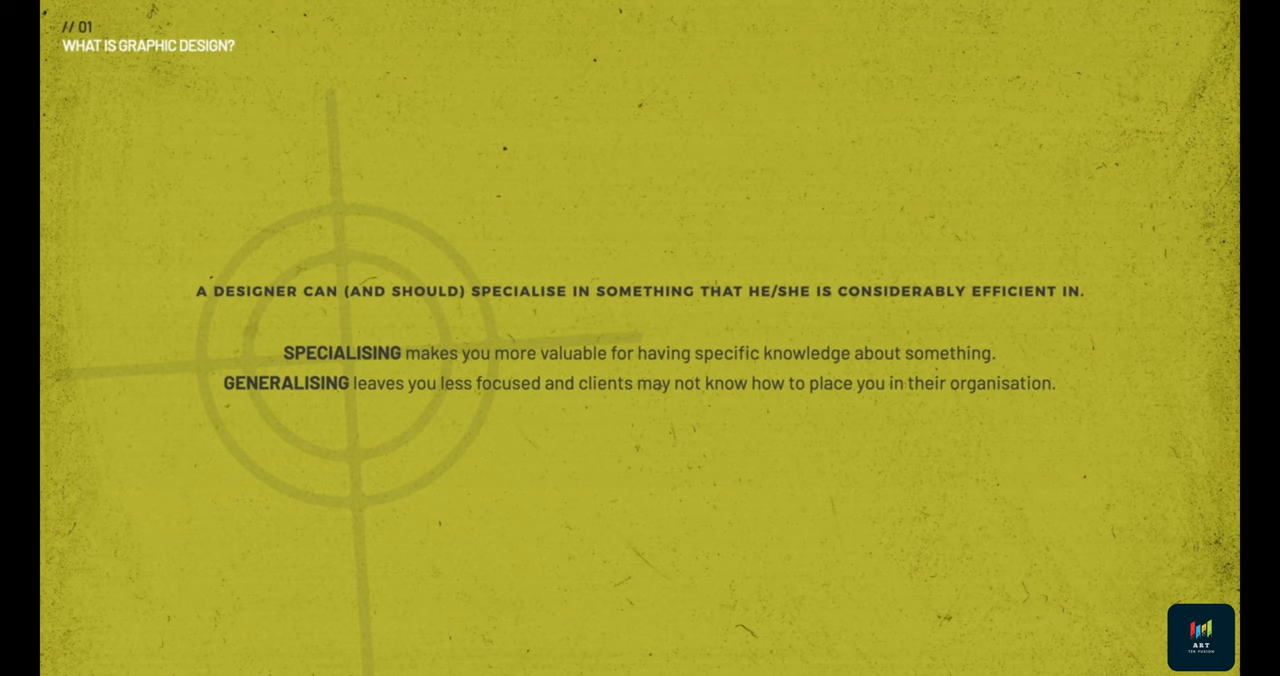 // 01
WHAT IS GRAPHIC DESIGN?
A DESIGNER CAN (AND SHOULD) SPECIALISE IN SOMETHING THAT HE/SHE IS CONSIDERABLY EFFICIENT IN.
SPECIALISING makes you more valuable for having specific knowledge about something.
GENERALISING leaves you less focused and clients may not know how to place you in their organisation.
ART
TEK FUSION